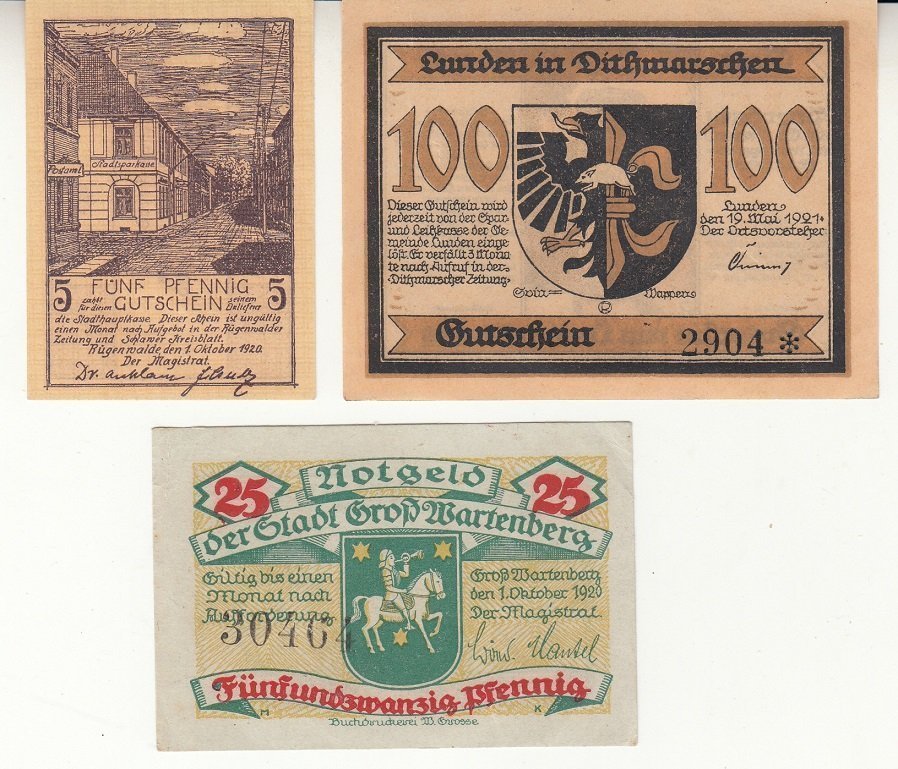 Postamt
Stadtsparkasse
5 FÜNF PFENNIG 5
zahlt für diesen GUTSCHEIN seinem Einlieferer
die Stadthauptkasse. Dieser Schein ist ungültig
einen Monat nach Aufgebot in der Rügenwalder
Zeitung und Schlawer Kreisblatt.
Rügenwalde, den 1. Oktober 1920.
Der Magistrat.
Lunden in Dithmarschen
100 100
Dieser Gutschein wird
jederzeit von der Spar
und Leihkasse der Ge-
meinde Lunden einge
löst. Er verfällt 3 Mona
te nach Aufruf in der
Dithmarscher Zeitung.
Lunden
den 19. Mai 1921.
Der Ortsvorsteher
Wappen
Gutschein 2904 *
25 Notgeld 25
der Stadt Groß Wartenberg
Gültig bis einen
Monat nach
Aufforderung
30464
Groß Wartenberg
den 1. Oktober 1920
Der Magistrat.
Fünfundzwanzig Pfennig
M K
Buchdruckerei W. Grosse